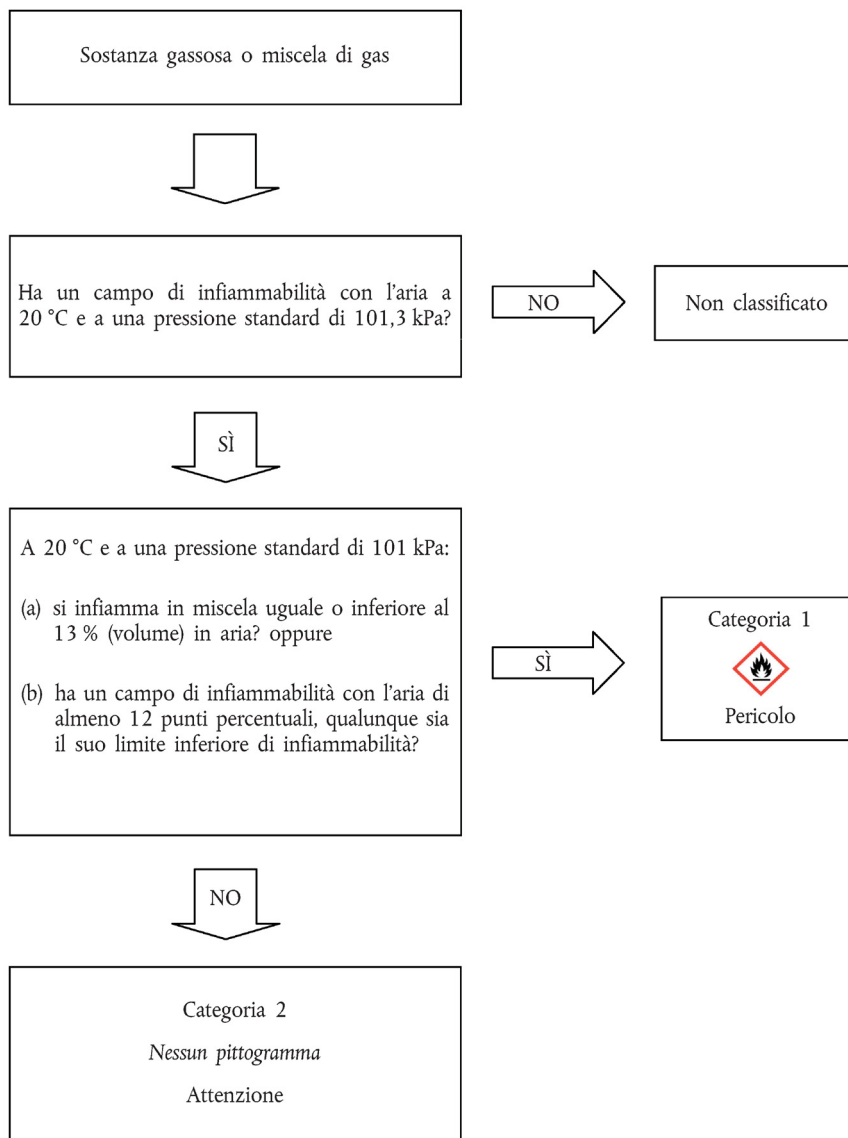 Sostanza gassosa o miscela di gas
Ha un campo di infiammabilità con l'aria a
20 °C e a una pressione standard di 101,3 kPa?
NO
Non classificato
SÌ
A 20 °C e a una pressione standard di 101 kPa:
(a) si infiamma in miscela uguale o inferiore al
13 % (volume) in aria? oppure
(b) ha un campo di infiammabilità con l'aria di
almeno 12 punti percentuali, qualunque sia
il suo limite inferiore di infiammabilità?
SÌ
Categoria 1
Pericolo
NO
Categoria 2
Nessun pittogramma
Attenzione